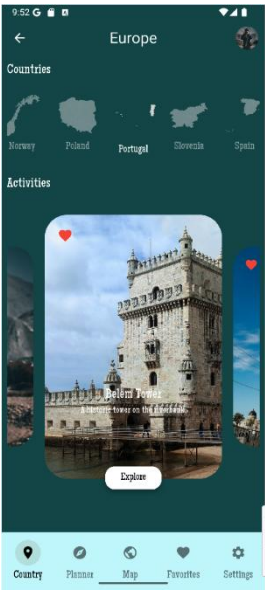 9:52 G
Europe
Countries
Norway Poland Portugal Slovenia Spain
Activities
Belém Tower
A historic tower on the riverbank.
Explore
Country Planner Map Favorites Settings